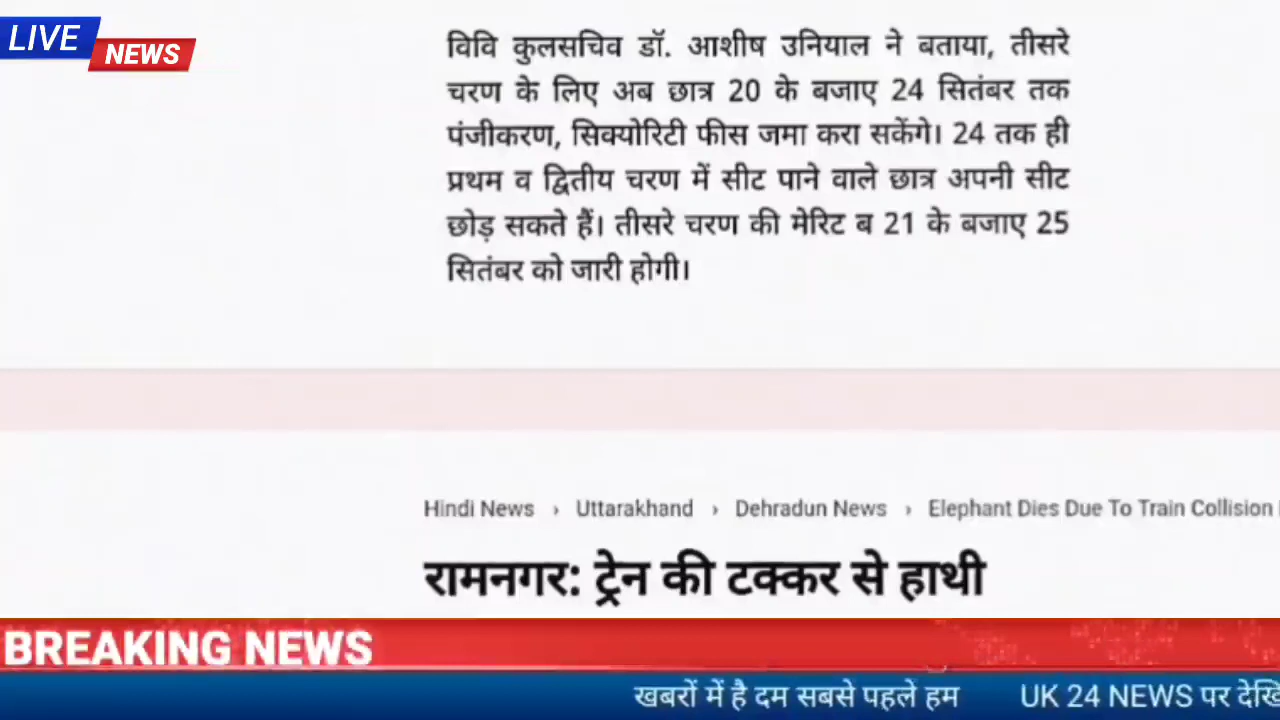 LIVE
NEWS
विवि कुलसचिव डॉ. आशीष उनियाल ने बताया, तीसरे
चरण के लिए अब छात्र 20 के बजाए 24 सितंबर तक
पंजीकरण, सिक्योरिटी फीस जमा करा सकेंगे। 24 तक ही
प्रथम व द्वितीय चरण में सीट पाने वाले छात्र अपनी सीट
छोड़ सकते हैं। तीसरे चरण की मेरिट ब 21 के बजाए 25
सितंबर को जारी होगी।
Hindi News › Uttarakhand › Dehradun News › Elephant Dies Due To Train Collision
रामनगर: ट्रेन की टक्कर से हाथी
BREAKING NEWS
खबरों में है दम सबसे पहले हम UK 24 NEWS पर